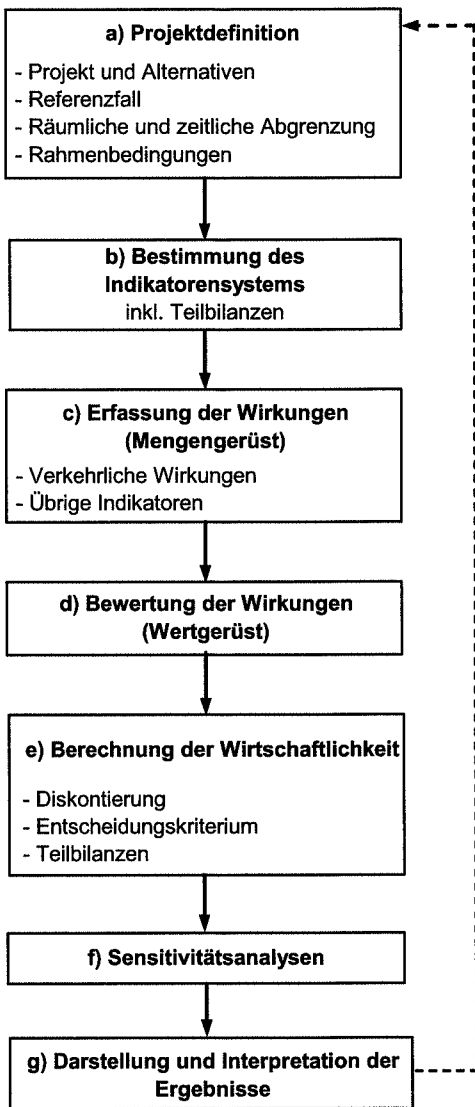 a) Projektdefinition
- Projekt und Alternativen
- Referenzfall
- Räumliche und zeitliche Abgrenzung
- Rahmenbedingungen
b) Bestimmung des
Indikatorensystems
inkl. Teilbilanzen
c) Erfassung der Wirkungen
(Mengengerüst)
- Verkehrliche Wirkungen
- Übrige Indikatoren
d) Bewertung der Wirkungen
(Wertgerüst)
e) Berechnung der Wirtschaftlichkeit
- Diskontierung
- Entscheidungskriterium
- Teilbilanzen
f) Sensitivitätsanalysen
g) Darstellung und Interpretation der
Ergebnisse